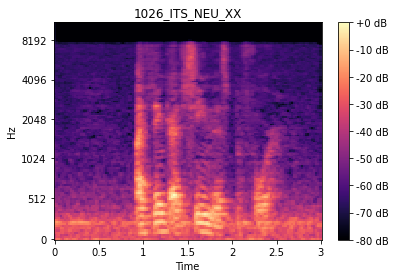 1026_ITS_NEU_XX
+0 dB
8192
-10 dB
4096
-20 dB
-30 dB
2048
Hz
-40 dB
1024
-50 dB
512
-60 dB
-70 dB
0
-80 dB
0 0.5 1 1.5 2 2.5 3
Time